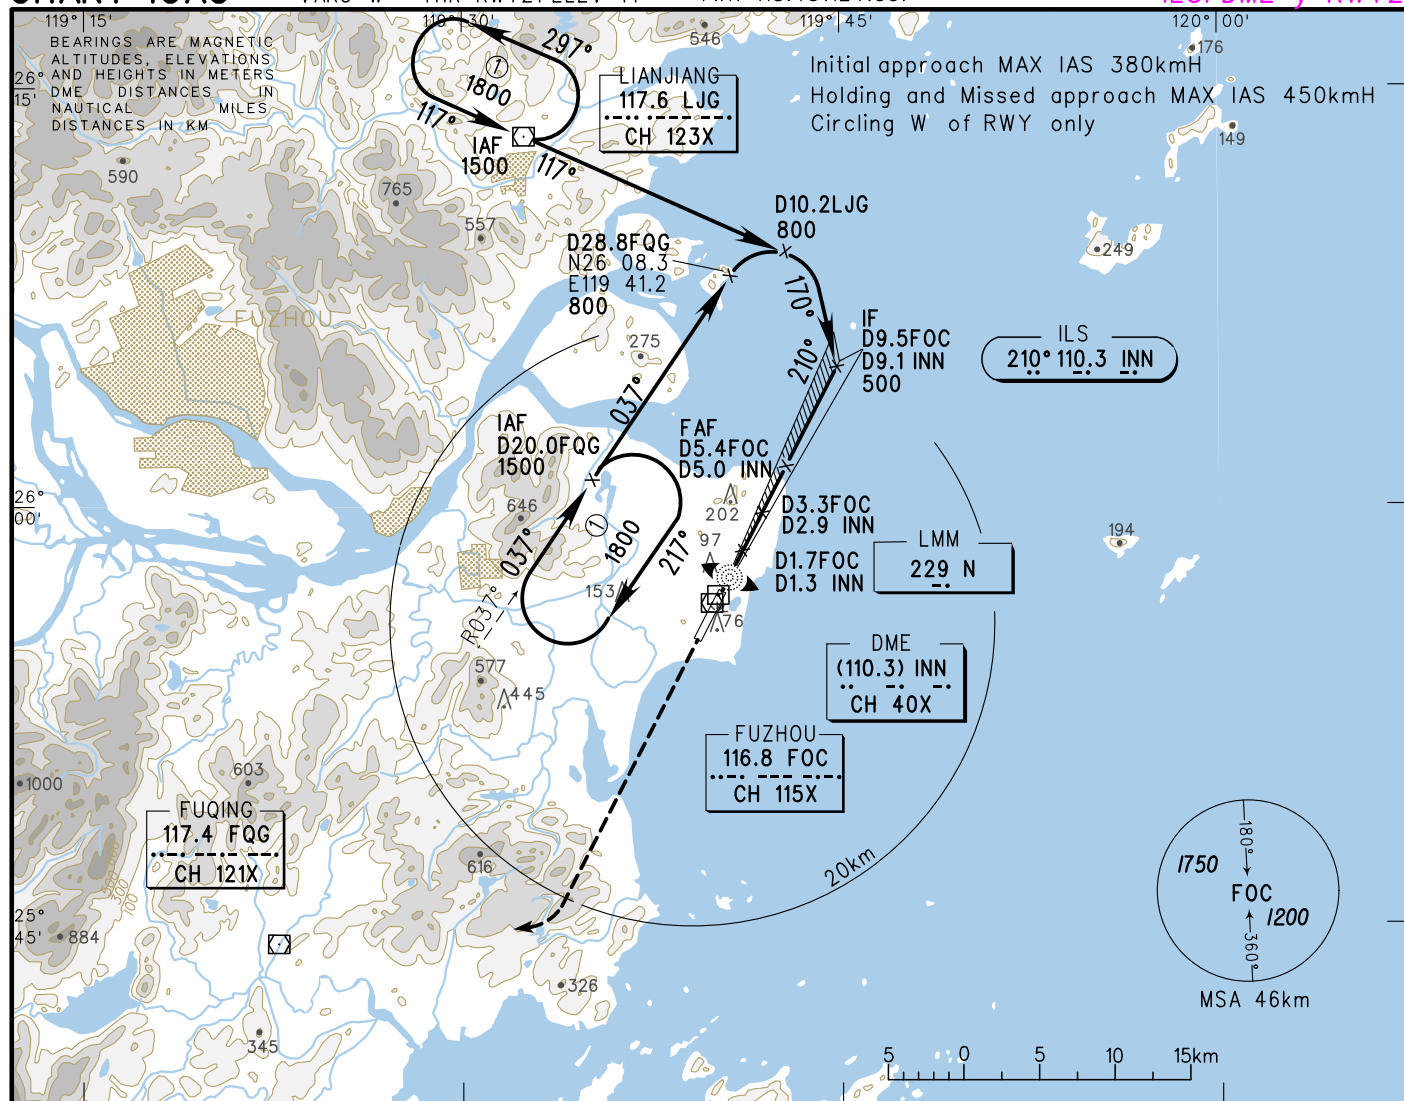 119° 15'
119° 30'
119° 45'
120° 00'
BEARINGS ARE MAGNETIC
ALTITUDES, ELEVATIONS
AND HEIGHTS IN METERS
DME DISTANCES IN
NAUTICAL MILES
DISTANCES IN KM
26°
15'
Initial approach MAX IAS 380kmH
Holding and Missed approach MAX IAS 450kmH
Circling W of RWY only
297°
1
1800
117°
IAF
1500
117°
LIANJIANG
117.6 LJG
CH 123X
546
176
149
249
590
765
557
D10.2LJG
800
D28.8FQG
N26 08.3
E119 41.2
800
170°
FUZHOU
275
IF
D9.5FOC
D9.1 INN
500
210°
ILS
210° 110.3 INN
037°
IAF
D20.0FQG
1500
FAF
D5.4FOC
D5.0 INN
26°
00'
646
1
1800
202
D3.3FOC
D2.9 INN
194
97
037°
217°
D1.7FOC
D1.3 INN
LMM
229 N
153
R037°
76
DME
(110.3) INN
CH 40X
577
445
FUZHOU
116.8 FOC
CH 115X
1000
603
FUQING
117.4 FQG
CH 121X
616
20km
180°
1750
FOC
1200
360°
MSA 46km
25°
45'
884
326
345
5 0 5 10 15km